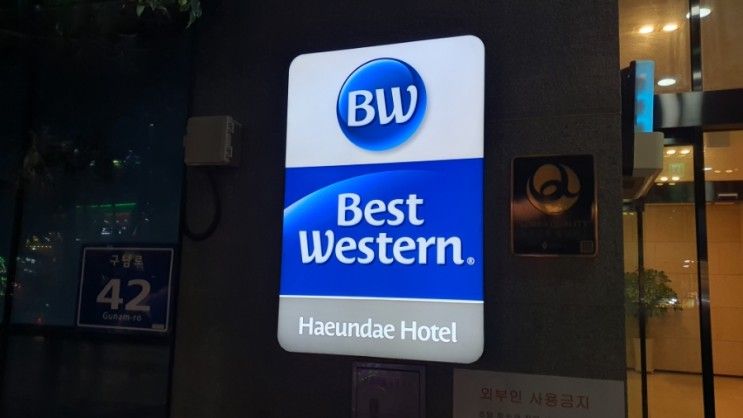 BW
Best
Western®
Haeundae Hotel
구남로
42
Gunam-ro
외부인 사용금지